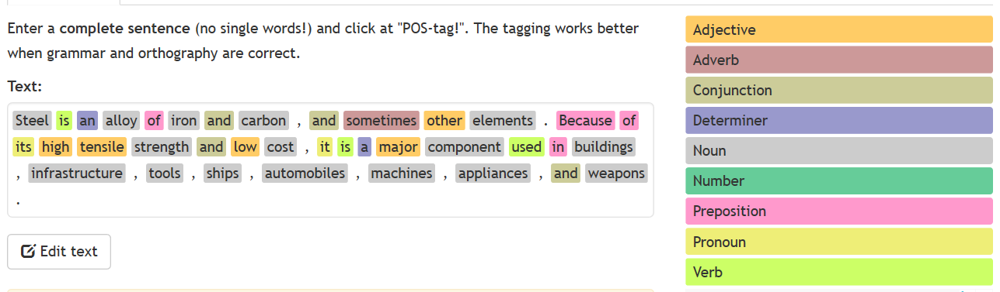 Enter a complete sentence (no single words!) and click at "POS-tag!". The tagging works better
when grammar and orthography are correct.
Text:
Steel is an alloy of iron and carbon , and sometimes other elements . Because of
its high tensile strength and low cost , it is a major component used in buildings
, infrastructure , tools , ships , automobiles , machines , appliances , and weapons
.
Edit text
Adjective
Adverb
Conjunction
Determiner
Noun
Number
Preposition
Pronoun
Verb